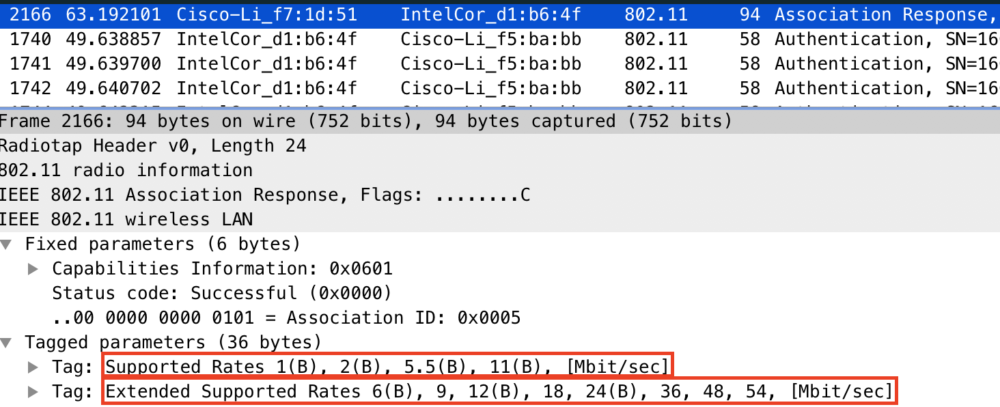 2166 63.192101 Cisco-Li_f7:1d:51 IntelCor_d1:b6:4f 802.11 94 Association Response,
1740 49.638857 IntelCor_d1:b6:4f Cisco-Li_f5:ba:bb 802.11 58 Authentication, SN=16
1741 49.639700 IntelCor_d1:b6:4f Cisco-Li_f5:ba:bb 802.11 58 Authentication, SN=16
1742 49.640702 IntelCor_d1:b6:4f Cisco-Li_f5:ba:bb 802.11 58 Authentication, SN=16
Frame 2166: 94 bytes on wire (752 bits), 94 bytes captured (752 bits)
Radiotap Header v0, Length 24
802.11 radio information
IEEE 802.11 Association Response, Flags: ........C
IEEE 802.11 wireless LAN
Fixed parameters (6 bytes)
Capabilities Information: 0x0601
Status code: Successful (0x0000)
..00 0000 0000 0101 = Association ID: 0x0005
Tagged parameters (36 bytes)
Tag: Supported Rates 1(B), 2(B), 5.5(B), 11(B), [Mbit/sec]
Tag: Extended Supported Rates 6(B), 9, 12(B), 18, 24(B), 36, 48, 54, [Mbit/sec]